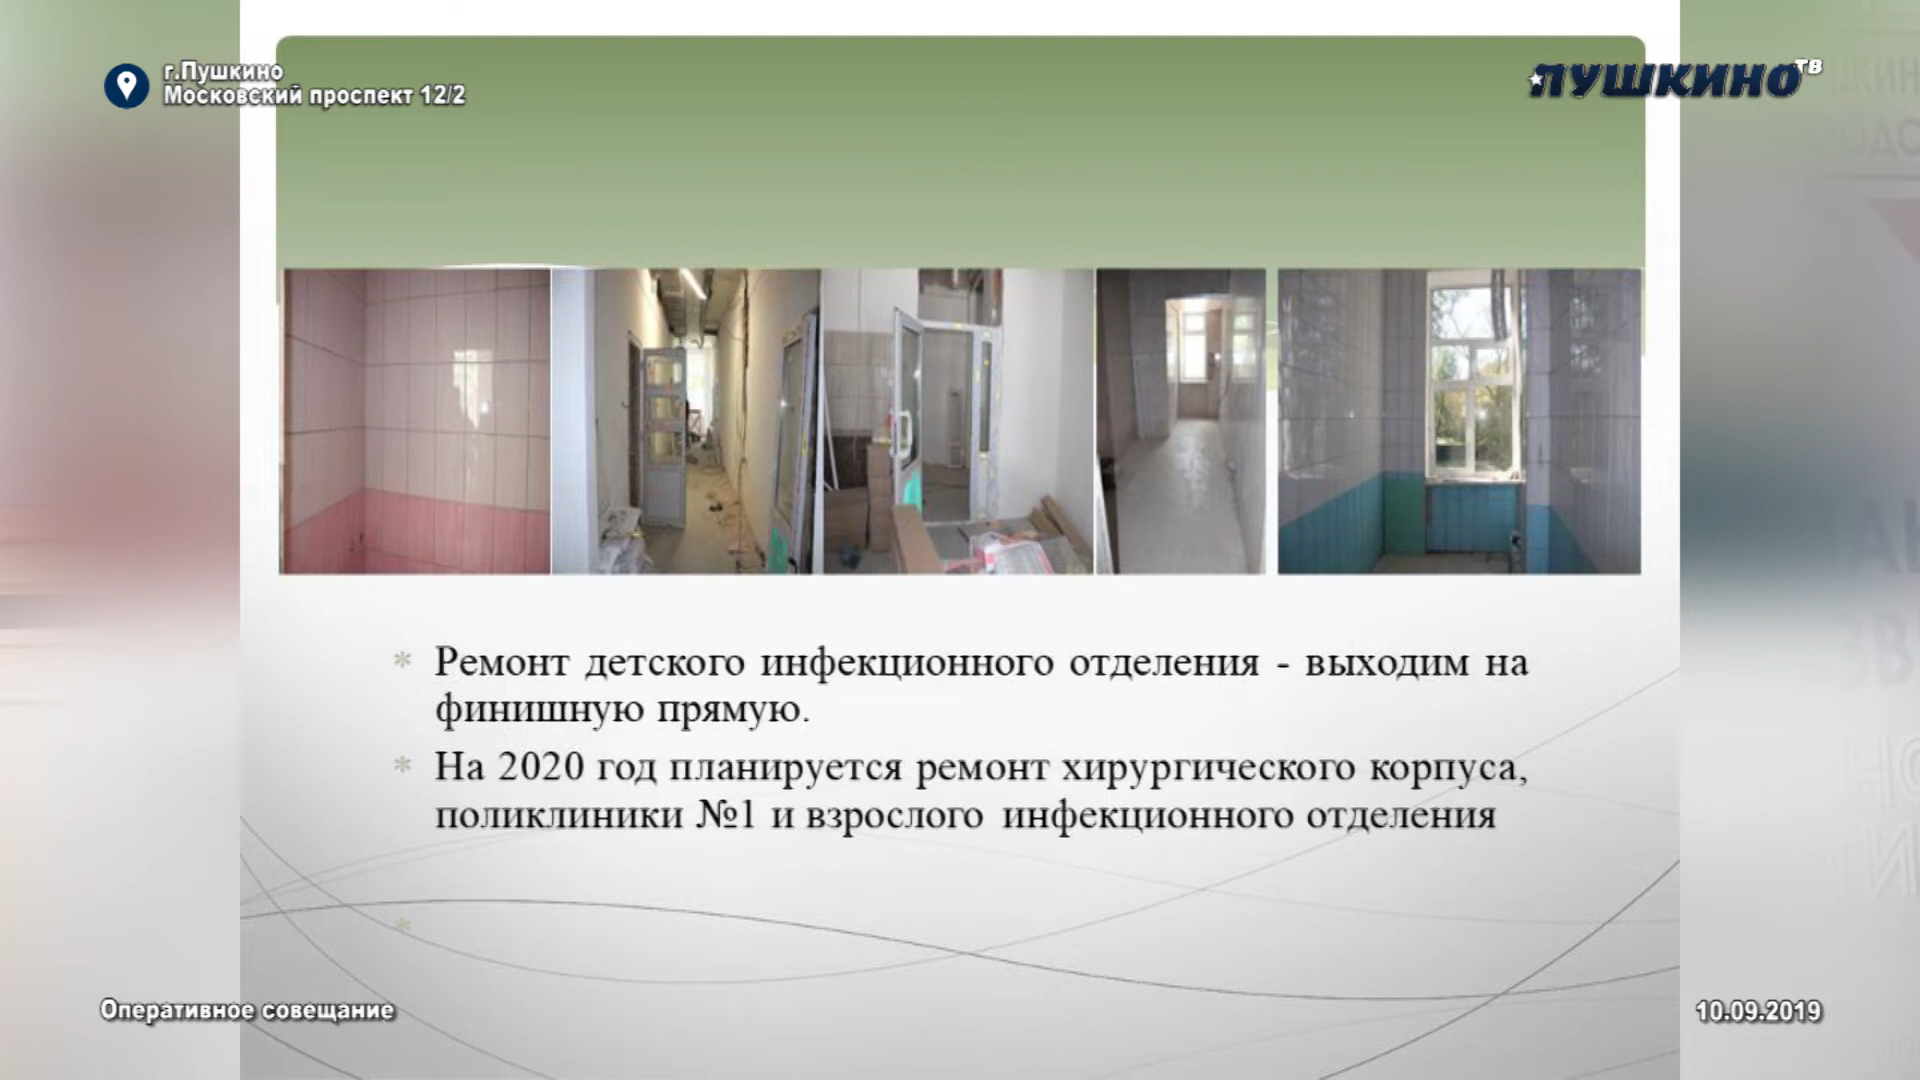 г.Пушкино
Московский проспект 12/2
ПУШКИНО ТВ
* Ремонт детского инфекционного отделения - выходим на
финишную прямую.
* На 2020 год планируется ремонт хирургического корпуса,
поликлиники №1 и взрослого инфекционного отделения
*
Оперативное совещание
10.09.2019